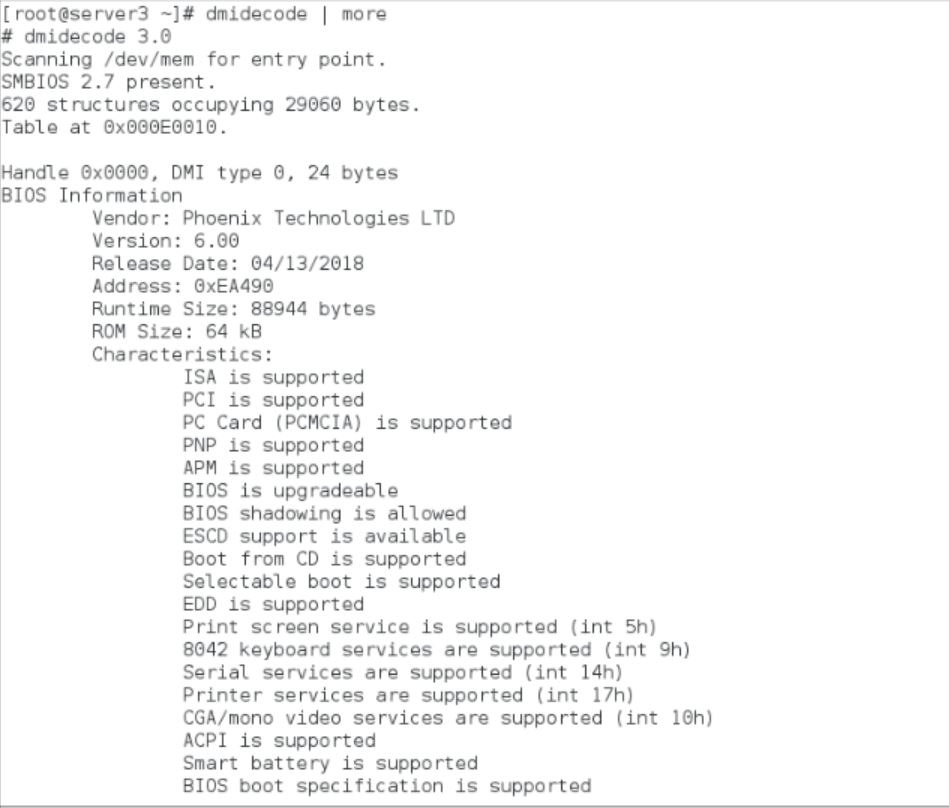 [root@server3 ~]# dmidecode | more
# dmidecode 3.0
Scanning /dev/mem for entry point.
SMBIOS 2.7 present.
620 structures occupying 29060 bytes.
Table at 0x000E0010.

Handle 0x0000, DMI type 0, 24 bytes
BIOS Information
        Vendor: Phoenix Technologies LTD
        Version: 6.00
        Release Date: 04/13/2018
        Address: 0xEA490
        Runtime Size: 88944 bytes
        ROM Size: 64 kB
        Characteristics:
                ISA is supported
                PCI is supported
                PC Card (PCMCIA) is supported
                PNP is supported
                APM is supported
                BIOS is upgradeable
                BIOS shadowing is allowed
                ESCD support is available
                Boot from CD is supported
                Selectable boot is supported
                EDD is supported
                Print screen service is supported (int 5h)
                8042 keyboard services are supported (int 9h)
                Serial services are supported (int 14h)
                Printer services are supported (int 17h)
                CGA/mono video services are supported (int 10h)
                ACPI is supported
                Smart battery is supported
                BIOS boot specification is supported